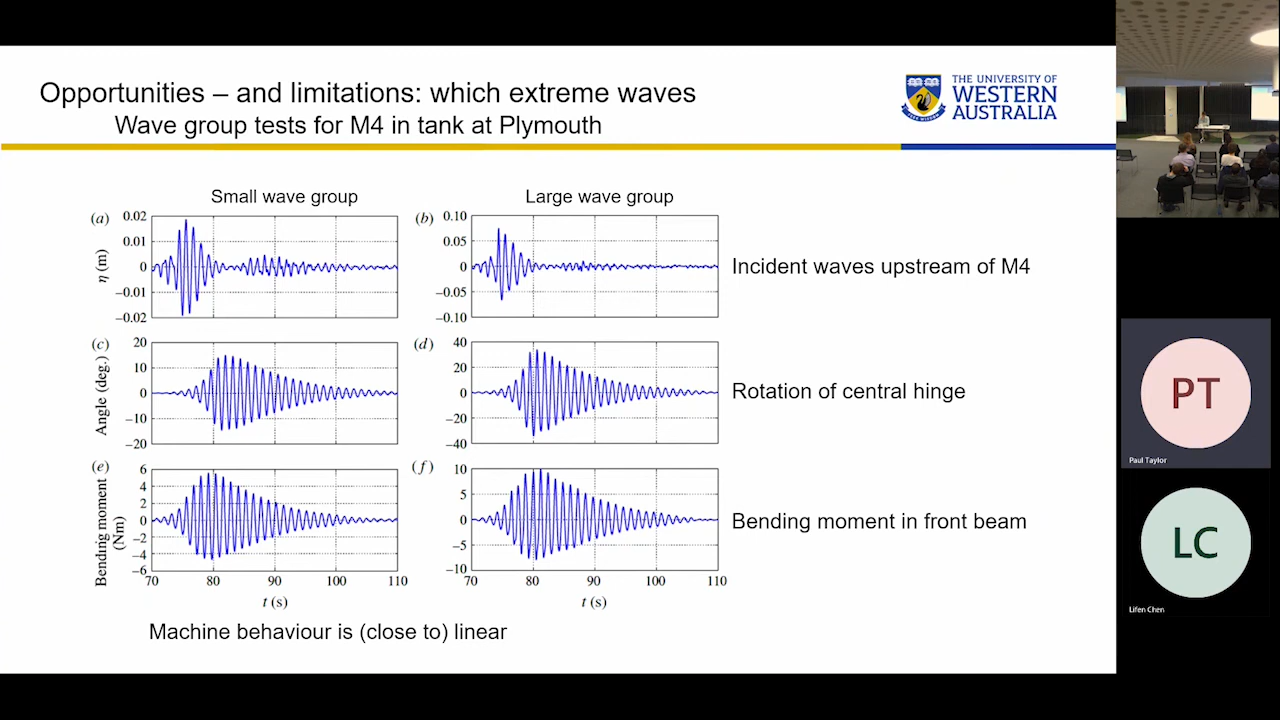 Opportunities – and limitations: which extreme waves
Wave group tests for M4 in tank at Plymouth
THE UNIVERSITY OF
WESTERN
AUSTRALIA
Small wave group
Large wave group
(a)
0.02
0.01
0
−0.01
−0.02
η (m)
(b)
0.10
0.05
0
−0.05
−0.10
Incident waves upstream of M4
(c)
20
10
0
−10
−20
Angle (deg.)
(d)
40
20
0
−20
−40
Rotation of central hinge
(e)
6
4
2
0
−2
−4
−6
Bending moment
(Nm)
(f)
10
5
0
−5
−10
Bending moment in front beam
70 80 90 100 110
70 80 90 100 110
t (s)
t (s)
Machine behaviour is (close to) linear
PT
Paul Taylor
LC
Lifen Chen